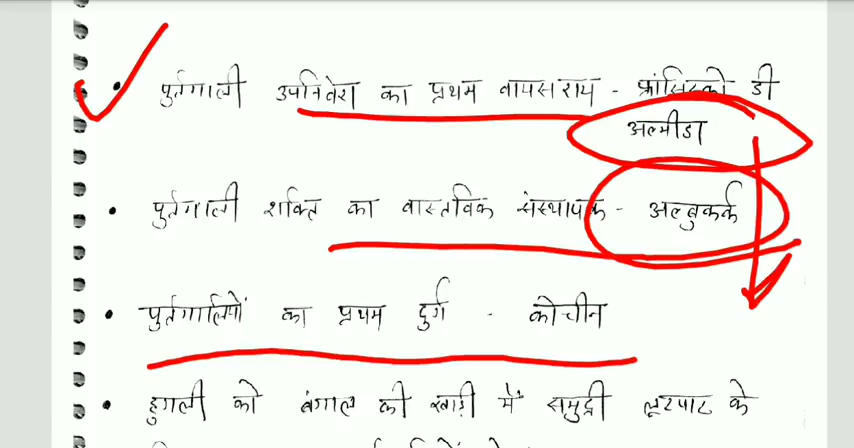 • पुर्तगाली उपनिवेश का प्रथम वायसराय - फ्रांसिस्को डी
अल्मीडा
• पुर्तगाली शक्ति का वास्तविक संस्थापक - अल्बुकर्क
• पुर्तगालियों का प्रथम दुर्ग - कोचीन
• हुगली को बंगाल की खाड़ी में समुद्री लूटपाट के